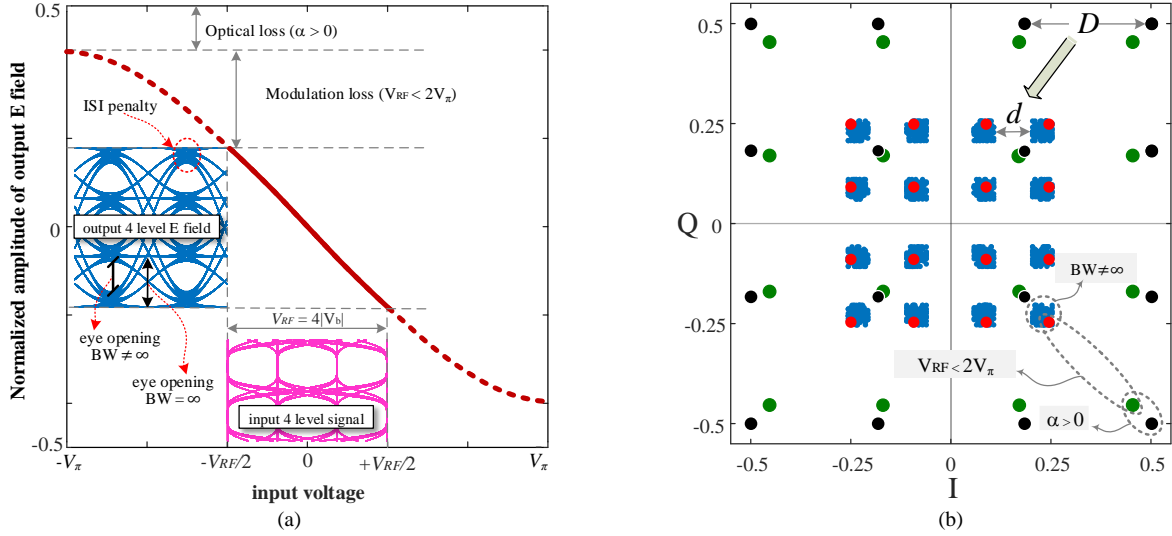 Normalized amplitude of output E field
0.5
0
-0.5
Optical loss (α > 0)
Modulation loss (VRF < 2Vπ)
ISI penalty
output 4 level E field
eye opening
BW ≠ ∞
eye opening
BW = ∞
VRF = 4|Vb|
input 4 level signal
-Vπ
-VRF/2
0
+VRF/2
Vπ
input voltage
(a)
Q
0.5
0.25
0
-0.25
-0.5
D
d
BW≠∞
VRF < 2Vπ
α > 0
-0.5
-0.25
0
0.25
0.5
I
(b)